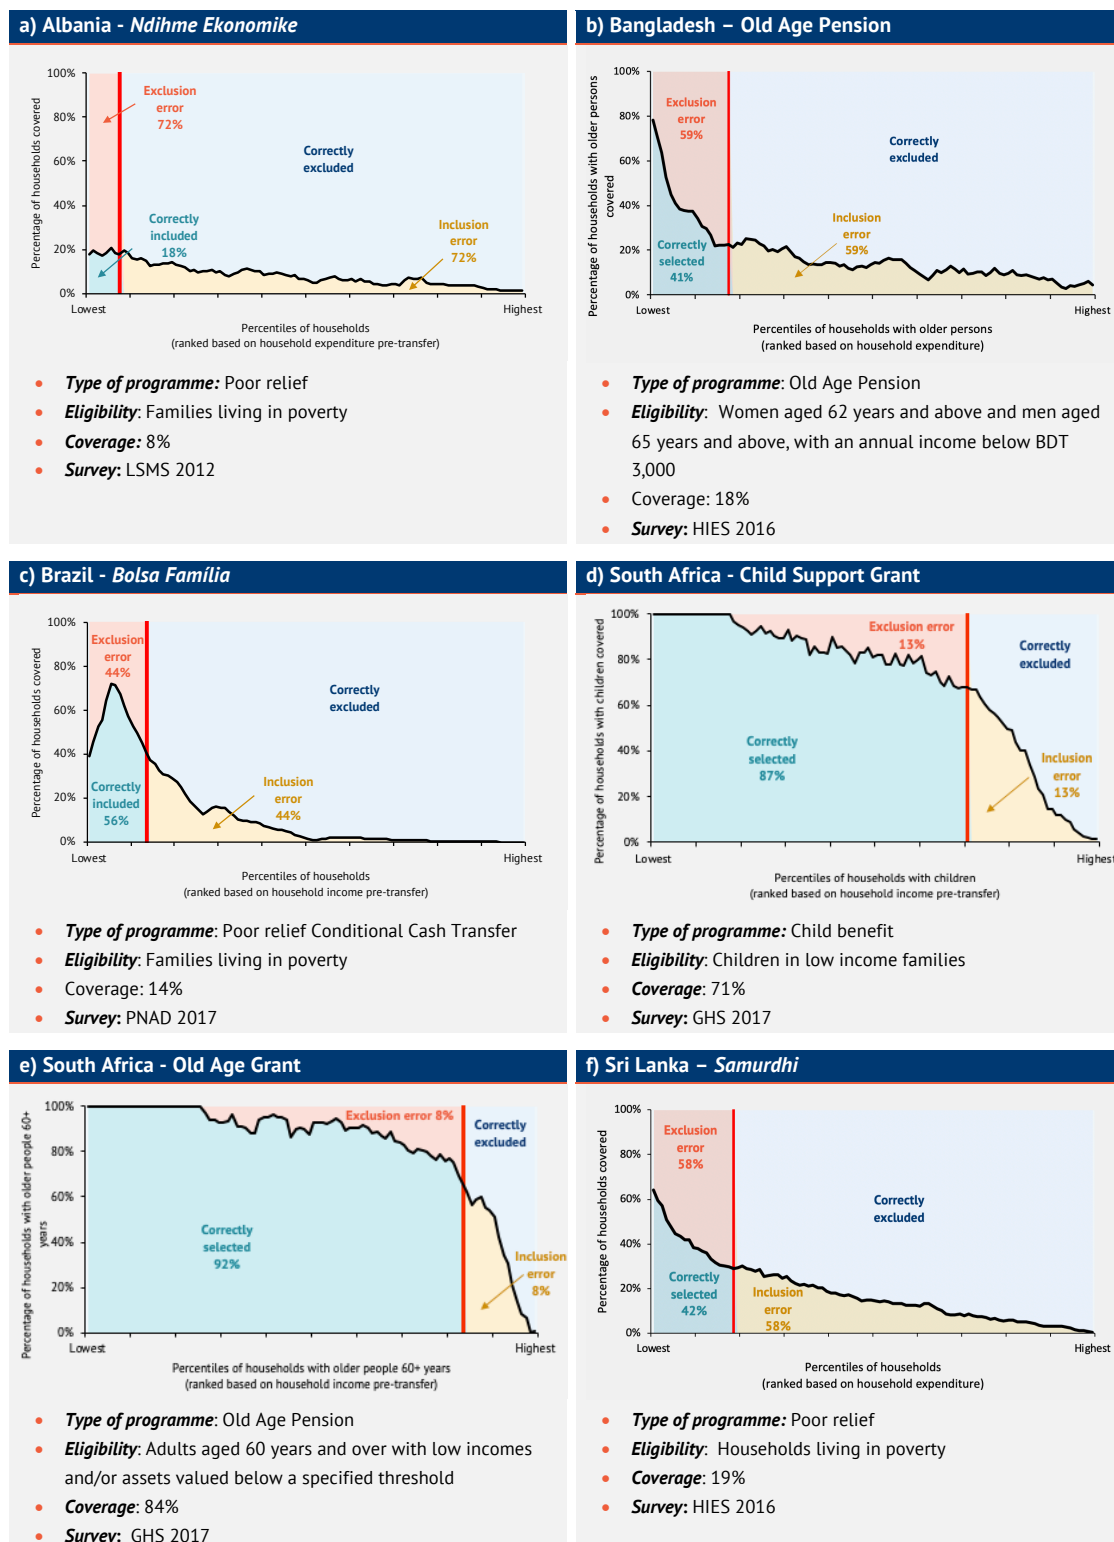 a) Albania - Ndihme Ekonomike
Percentage of households covered
100%
80%
60%
40%
20%
0%
Exclusion
error
72%
Correctly
excluded
Correctly
included
18%
Inclusion
error
72%
Lowest
Highest
Percentiles of households
(ranked based on household expenditure pre-transfer)
• Type of programme: Poor relief
• Eligibility: Families living in poverty
• Coverage: 8%
• Survey: LSMS 2012
b) Bangladesh – Old Age Pension
Percentage of households with older persons
covered
100%
80%
60%
40%
20%
0%
Exclusion
error
59%
Correctly
excluded
Correctly
selected
41%
Inclusion
error
59%
Lowest
Highest
Percentiles of households with older persons
(ranked based on household expenditure)
• Type of programme: Old Age Pension
• Eligibility: Women aged 62 years and above and men aged
65 years and above, with an annual income below BDT
3,000
• Coverage: 18%
• Survey: HIES 2016
c) Brazil - Bolsa Família
Percentage of households covered
100%
80%
60%
40%
20%
0%
Exclusion
error
44%
Correctly
excluded
Correctly
included
56%
Inclusion
error
44%
Lowest
Highest
Percentiles of households
(ranked based on household income pre-transfer)
• Type of programme: Poor relief Conditional Cash Transfer
• Eligibility: Families living in poverty
• Coverage: 14%
• Survey: PNAD 2017
d) South Africa - Child Support Grant
Percentage of households with children covered
100%
80%
60%
40%
20%
0%
Exclusion error
13%
Correctly
excluded
Correctly
selected
87%
Inclusion
error
13%
Lowest
Highest
Percentiles of households with children
(ranked based on household income pre-transfer)
• Type of programme: Child benefit
• Eligibility: Children in low income families
• Coverage: 71%
• Survey: GHS 2017
e) South Africa - Old Age Grant
Percentage of households with older people 60+
years
100%
80%
60%
40%
20%
0%
Exclusion error 8%
Correctly
excluded
Correctly
selected
92%
Inclusion
error
8%
Lowest
Highest
Percentiles of households with older people 60+ years
(ranked based on household income pre-transfer)
• Type of programme: Old Age Pension
• Eligibility: Adults aged 60 years and over with low incomes
and/or assets valued below a specified threshold
• Coverage: 84%
• Survey: GHS 2017
f) Sri Lanka – Samurdhi
Percentage of households covered
100%
80%
60%
40%
20%
0%
Exclusion
error
58%
Correctly
excluded
Correctly
selected
42%
Inclusion
error
58%
Lowest
Highest
Percentiles of households
(ranked based on household expenditure)
• Type of programme: Poor relief
• Eligibility: Households living in poverty
• Coverage: 19%
• Survey: HIES 2016